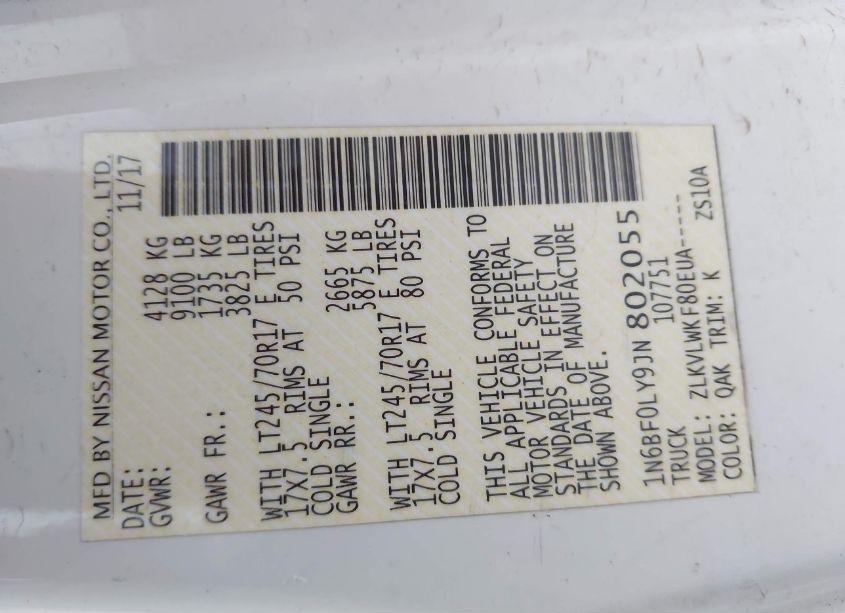 MFD BY NISSAN MOTOR CO., LTD.
DATE: 11/17
GVWR: 4128 KG
9100 LB
GAWR FR.: 1735 KG
3825 LB
WITH LT245/70R17 E TIRES
17X7.5 RIMS AT 50 PSI
COLD SINGLE
GAWR RR.: 2665 KG
5875 LB
WITH LT245/70R17 E TIRES
17X7.5 RIMS AT 80 PSI
COLD SINGLE
THIS VEHICLE CONFORMS TO
ALL APPLICABLE FEDERAL
MOTOR VEHICLE SAFETY
STANDARDS IN EFFECT ON
THE DATE OF MANUFACTURE
SHOWN ABOVE.
1N6BF0LY9JN802055
TRUCK 107751
MODEL: ZLKVLWKF80EUA-----
COLOR: QAK TRIM: K ZS10A